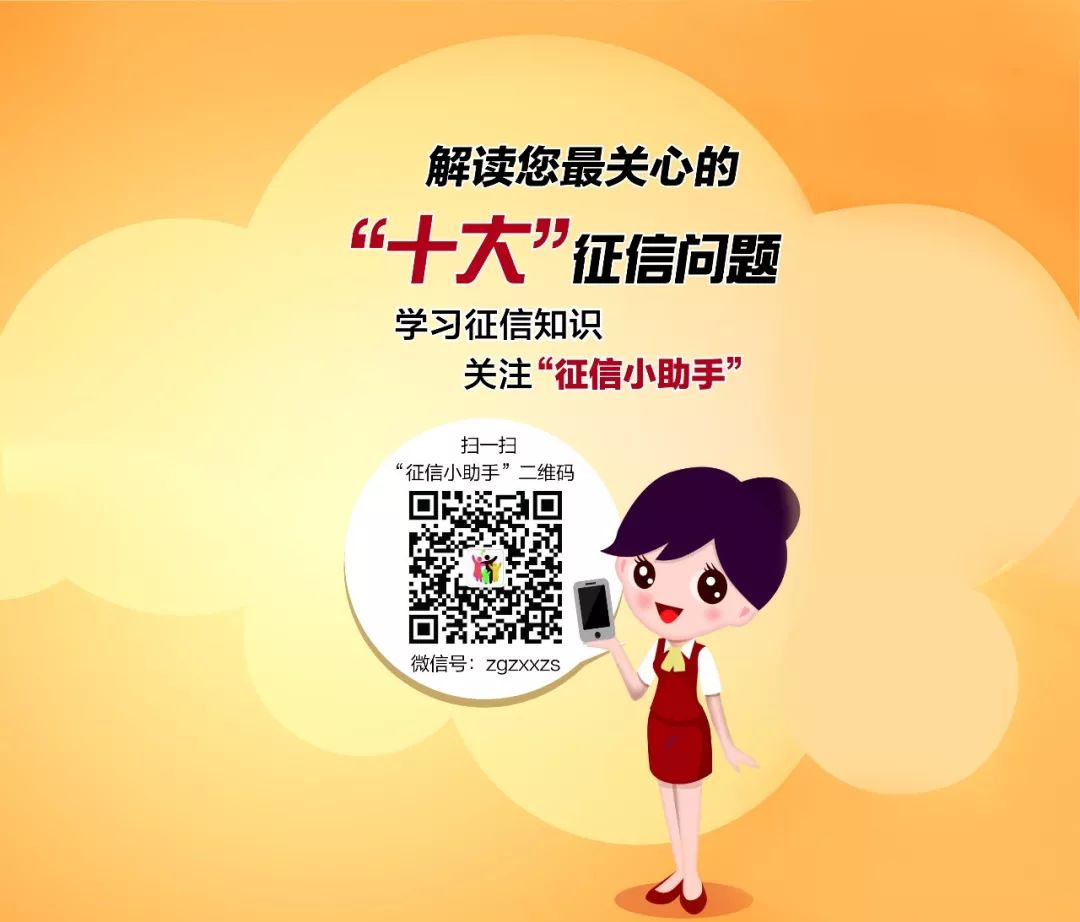 解读您最关心的
“十大”征信问题
学习征信知识
关注“征信小助手”
扫一扫
“征信小助手”二维码
微信号：zgzxxzs